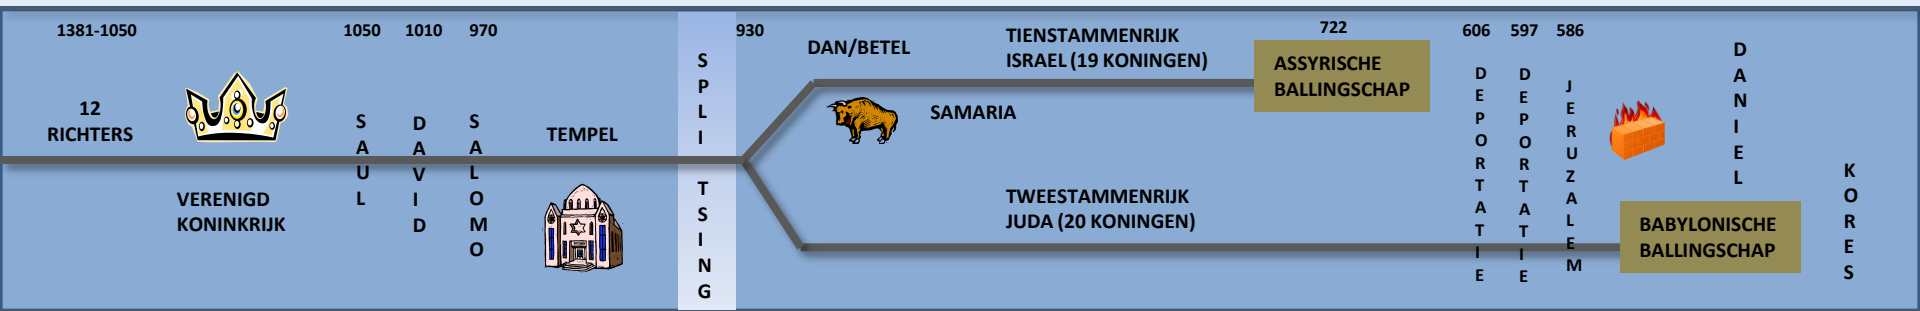 1381-1050
1050
1010
970
930
722
606
597
586
12
RICHTERS
VERENIGD
KONINKRIJK
SAUL
DAVID
SALOMO
TEMPEL
SPLITSING
DAN/BETEL
TIENSTAMMENRIJK
ISRAEL (19 KONINGEN)
SAMARIA
ASSYRISCHE
BALLINGSCHAP
TWEESTAMMENRIJK
JUDA (20 KONINGEN)
DEPORTATIE
DEPORTATIE
JERUZALEM
DANIEL
BABYLONISCHE
BALLINGSCHAP
KORES